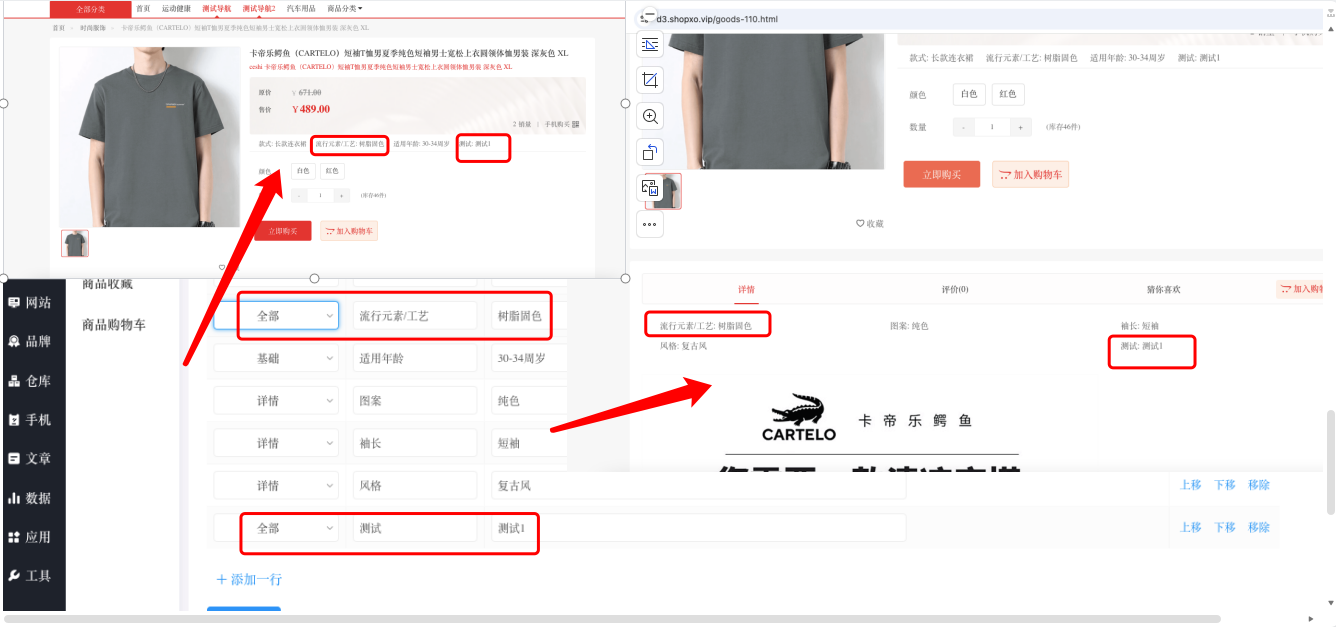 全部分类 首页 运动健康 测试导航 测试导航2 汽车用品 商品分类
首页 时尚服饰 卡帝乐鳄鱼（CARTELO）短袖T恤男夏季纯色短袖男士宽松上衣圆领体恤男装 深灰色 XL
卡帝乐鳄鱼（CARTELO）短袖T恤男夏季纯色短袖男士宽松上衣圆领体恤男装 深灰色 XL
ceshi 卡帝乐鳄鱼（CARTELO）短袖T恤男夏季纯色短袖男士宽松上衣圆领体恤男装 深灰色 XL
原价 ￥671.00
售价 ￥489.00
2 销量 | 手机购买
款式: 长款连衣裙 流行元素/工艺: 树脂固色 适用年龄: 30-34周岁 测试: 测试1
颜色 白色 红色
- 1 + (库存46件)
立即购买 加入购物车
d3.shopxo.vip/goods-110.html
款式: 长款连衣裙 流行元素/工艺: 树脂固色 适用年龄: 30-34周岁 测试: 测试1
颜色 白色 红色
数量 - 1 + (库存46件)
立即购买 加入购物车
收藏
详情 评价(0) 猜你喜欢 加入购
流行元素/工艺: 树脂固色 图案: 纯色 袖长: 短袖
风格: 复古风 测试: 测试1
CARTELO 卡帝乐鳄鱼
网站
品牌
仓库
手机
文章
数据
应用
工具
商品收藏
商品购物车
全部 流行元素/工艺 树脂固色
基础 适用年龄 30-34周岁
详情 图案 纯色
详情 袖长 短袖
详情 风格 复古风 上移 下移 移除
全部 测试 测试1 上移 下移 移除
+ 添加一行